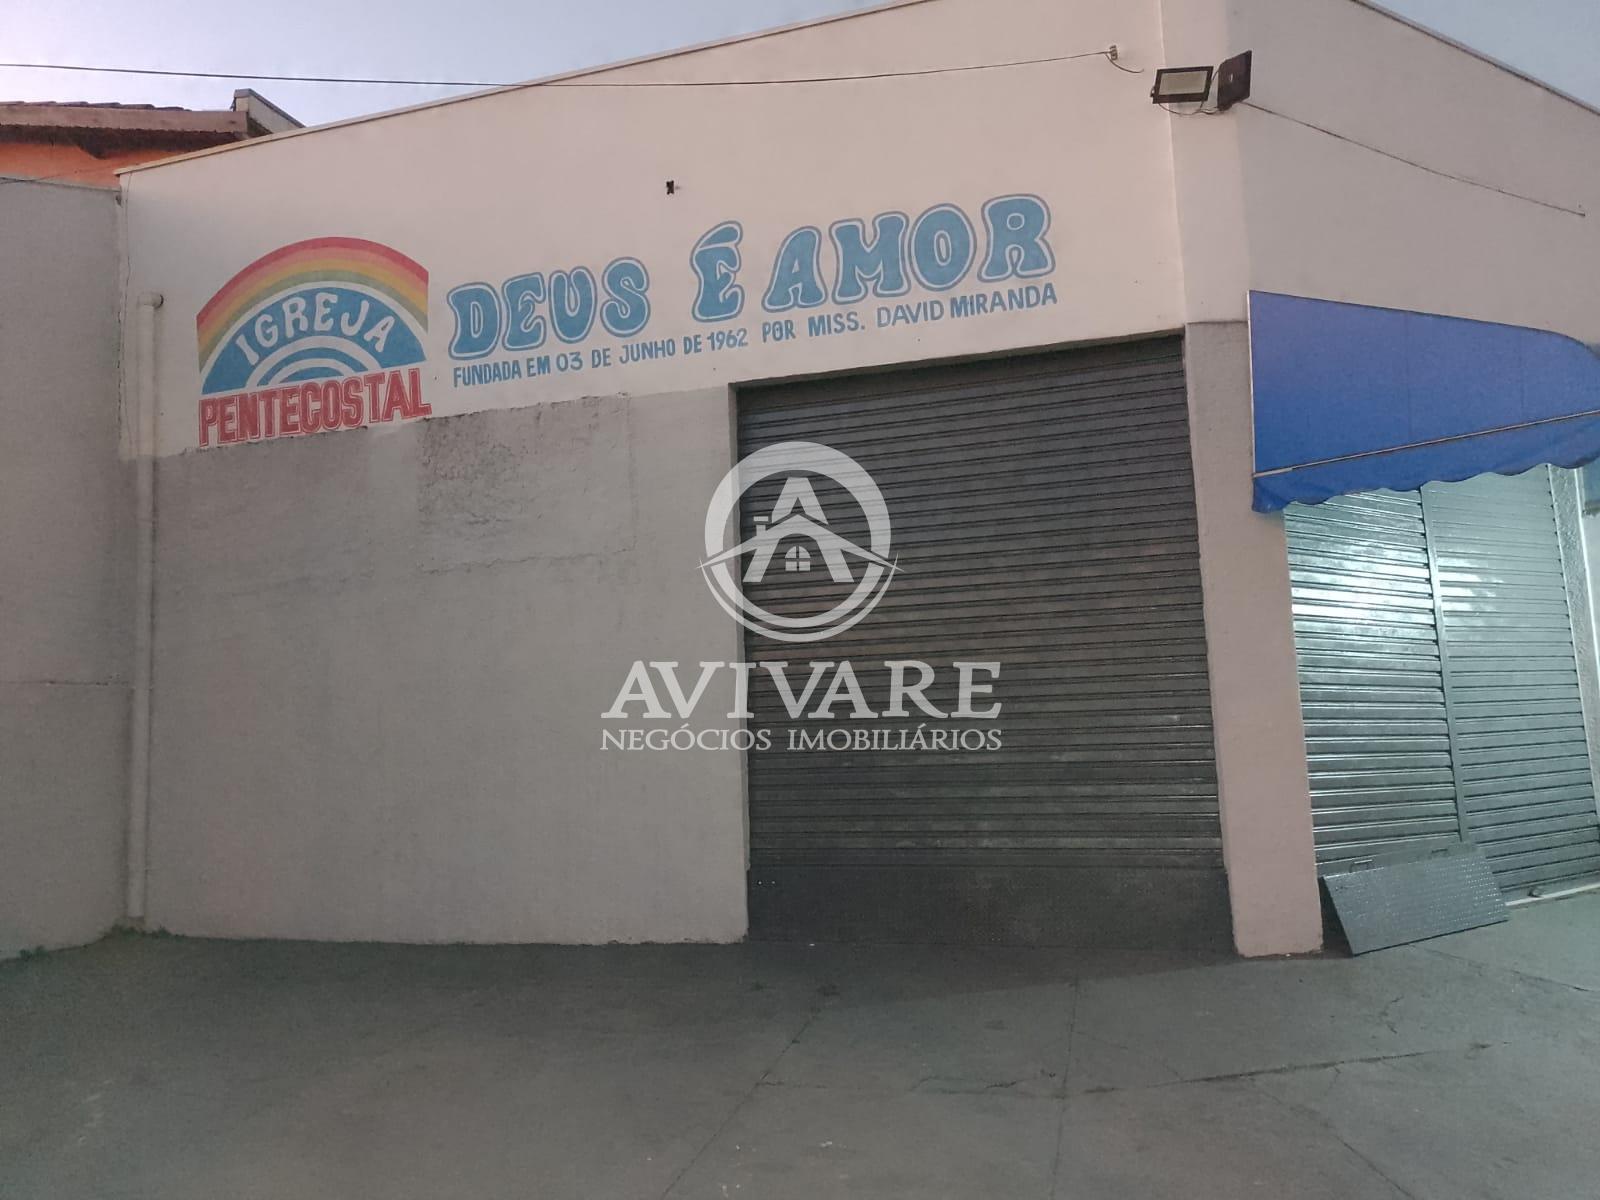 IGREJA
PENTECOSTAL
DEUS É AMOR
FUNDADA EM 03 DE JUNHO DE 1962 POR MISS. DAVID MIRANDA
AVIVARE
NEGÓCIOS IMOBILIÁRIOS